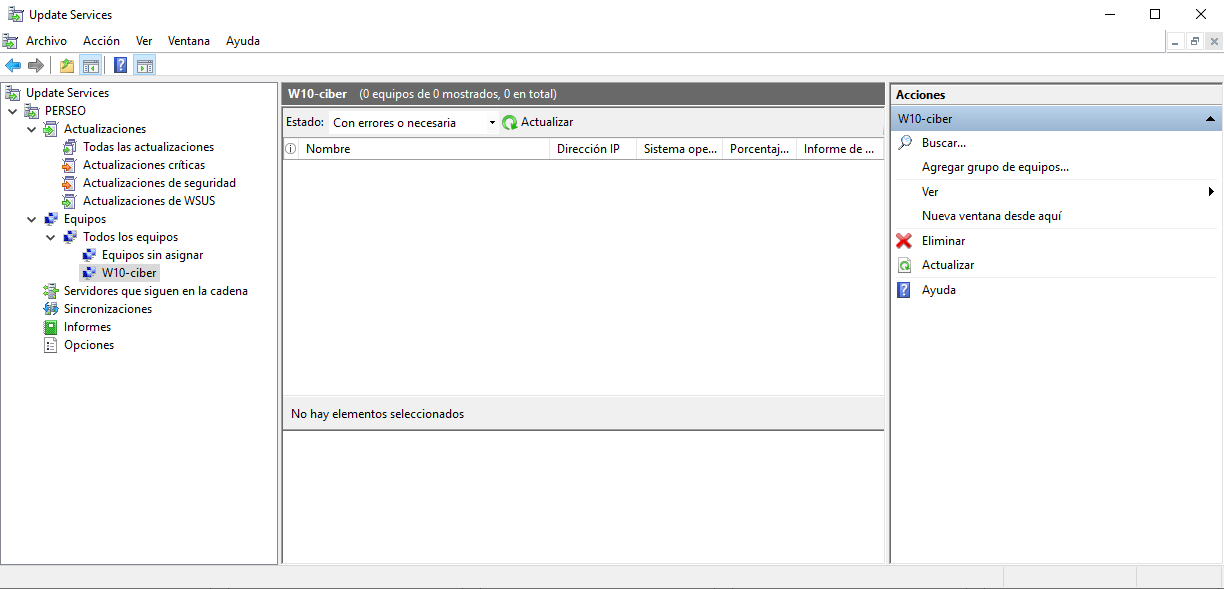 Update Services
Archivo Acción Ver Ventana Ayuda
Update Services
PERSEO
Actualizaciones
Todas las actualizaciones
Actualizaciones críticas
Actualizaciones de seguridad
Actualizaciones de WSUS
Equipos
Todos los equipos
Equipos sin asignar
W10-ciber
Servidores que siguen en la cadena
Sincronizaciones
Informes
Opciones
W10-ciber (0 equipos de 0 mostrados, 0 en total)
Estado: Con errores o necesaria Actualizar
Nombre Dirección IP Sistema ope... Porcentaj... Informe de ...
No hay elementos seleccionados
Acciones
W10-ciber
Buscar...
Agregar grupo de equipos...
Ver
Nueva ventana desde aquí
Eliminar
Actualizar
Ayuda